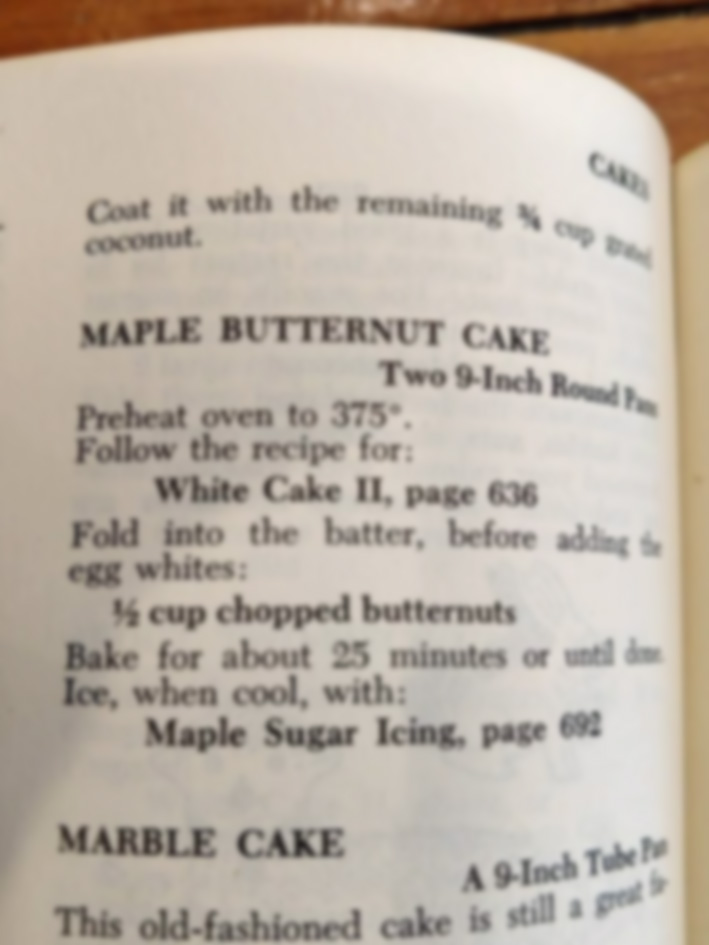 CAKES
Coat it with the remaining ¾ cup grated
coconut.
MAPLE BUTTERNUT CAKE
Two 9-Inch Round Pans
Preheat oven to 375°.
Follow the recipe for:
White Cake II, page 636
Fold into the batter, before adding the
egg whites:
½ cup chopped butternuts
Bake for about 25 minutes or until done.
Ice, when cool, with:
Maple Sugar Icing, page 692
MARBLE CAKE
A 9-Inch Tube Pan
This old-fashioned cake is still a great fa-